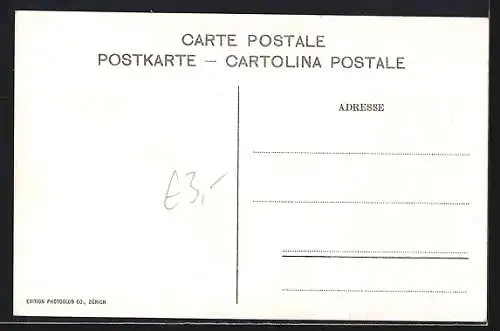 CARTE POSTALE
POSTKARTE — CARTOLINA POSTALE
ADRESSE
£3,-
EDITION PHOTOGLOB CO., ZÜRICH